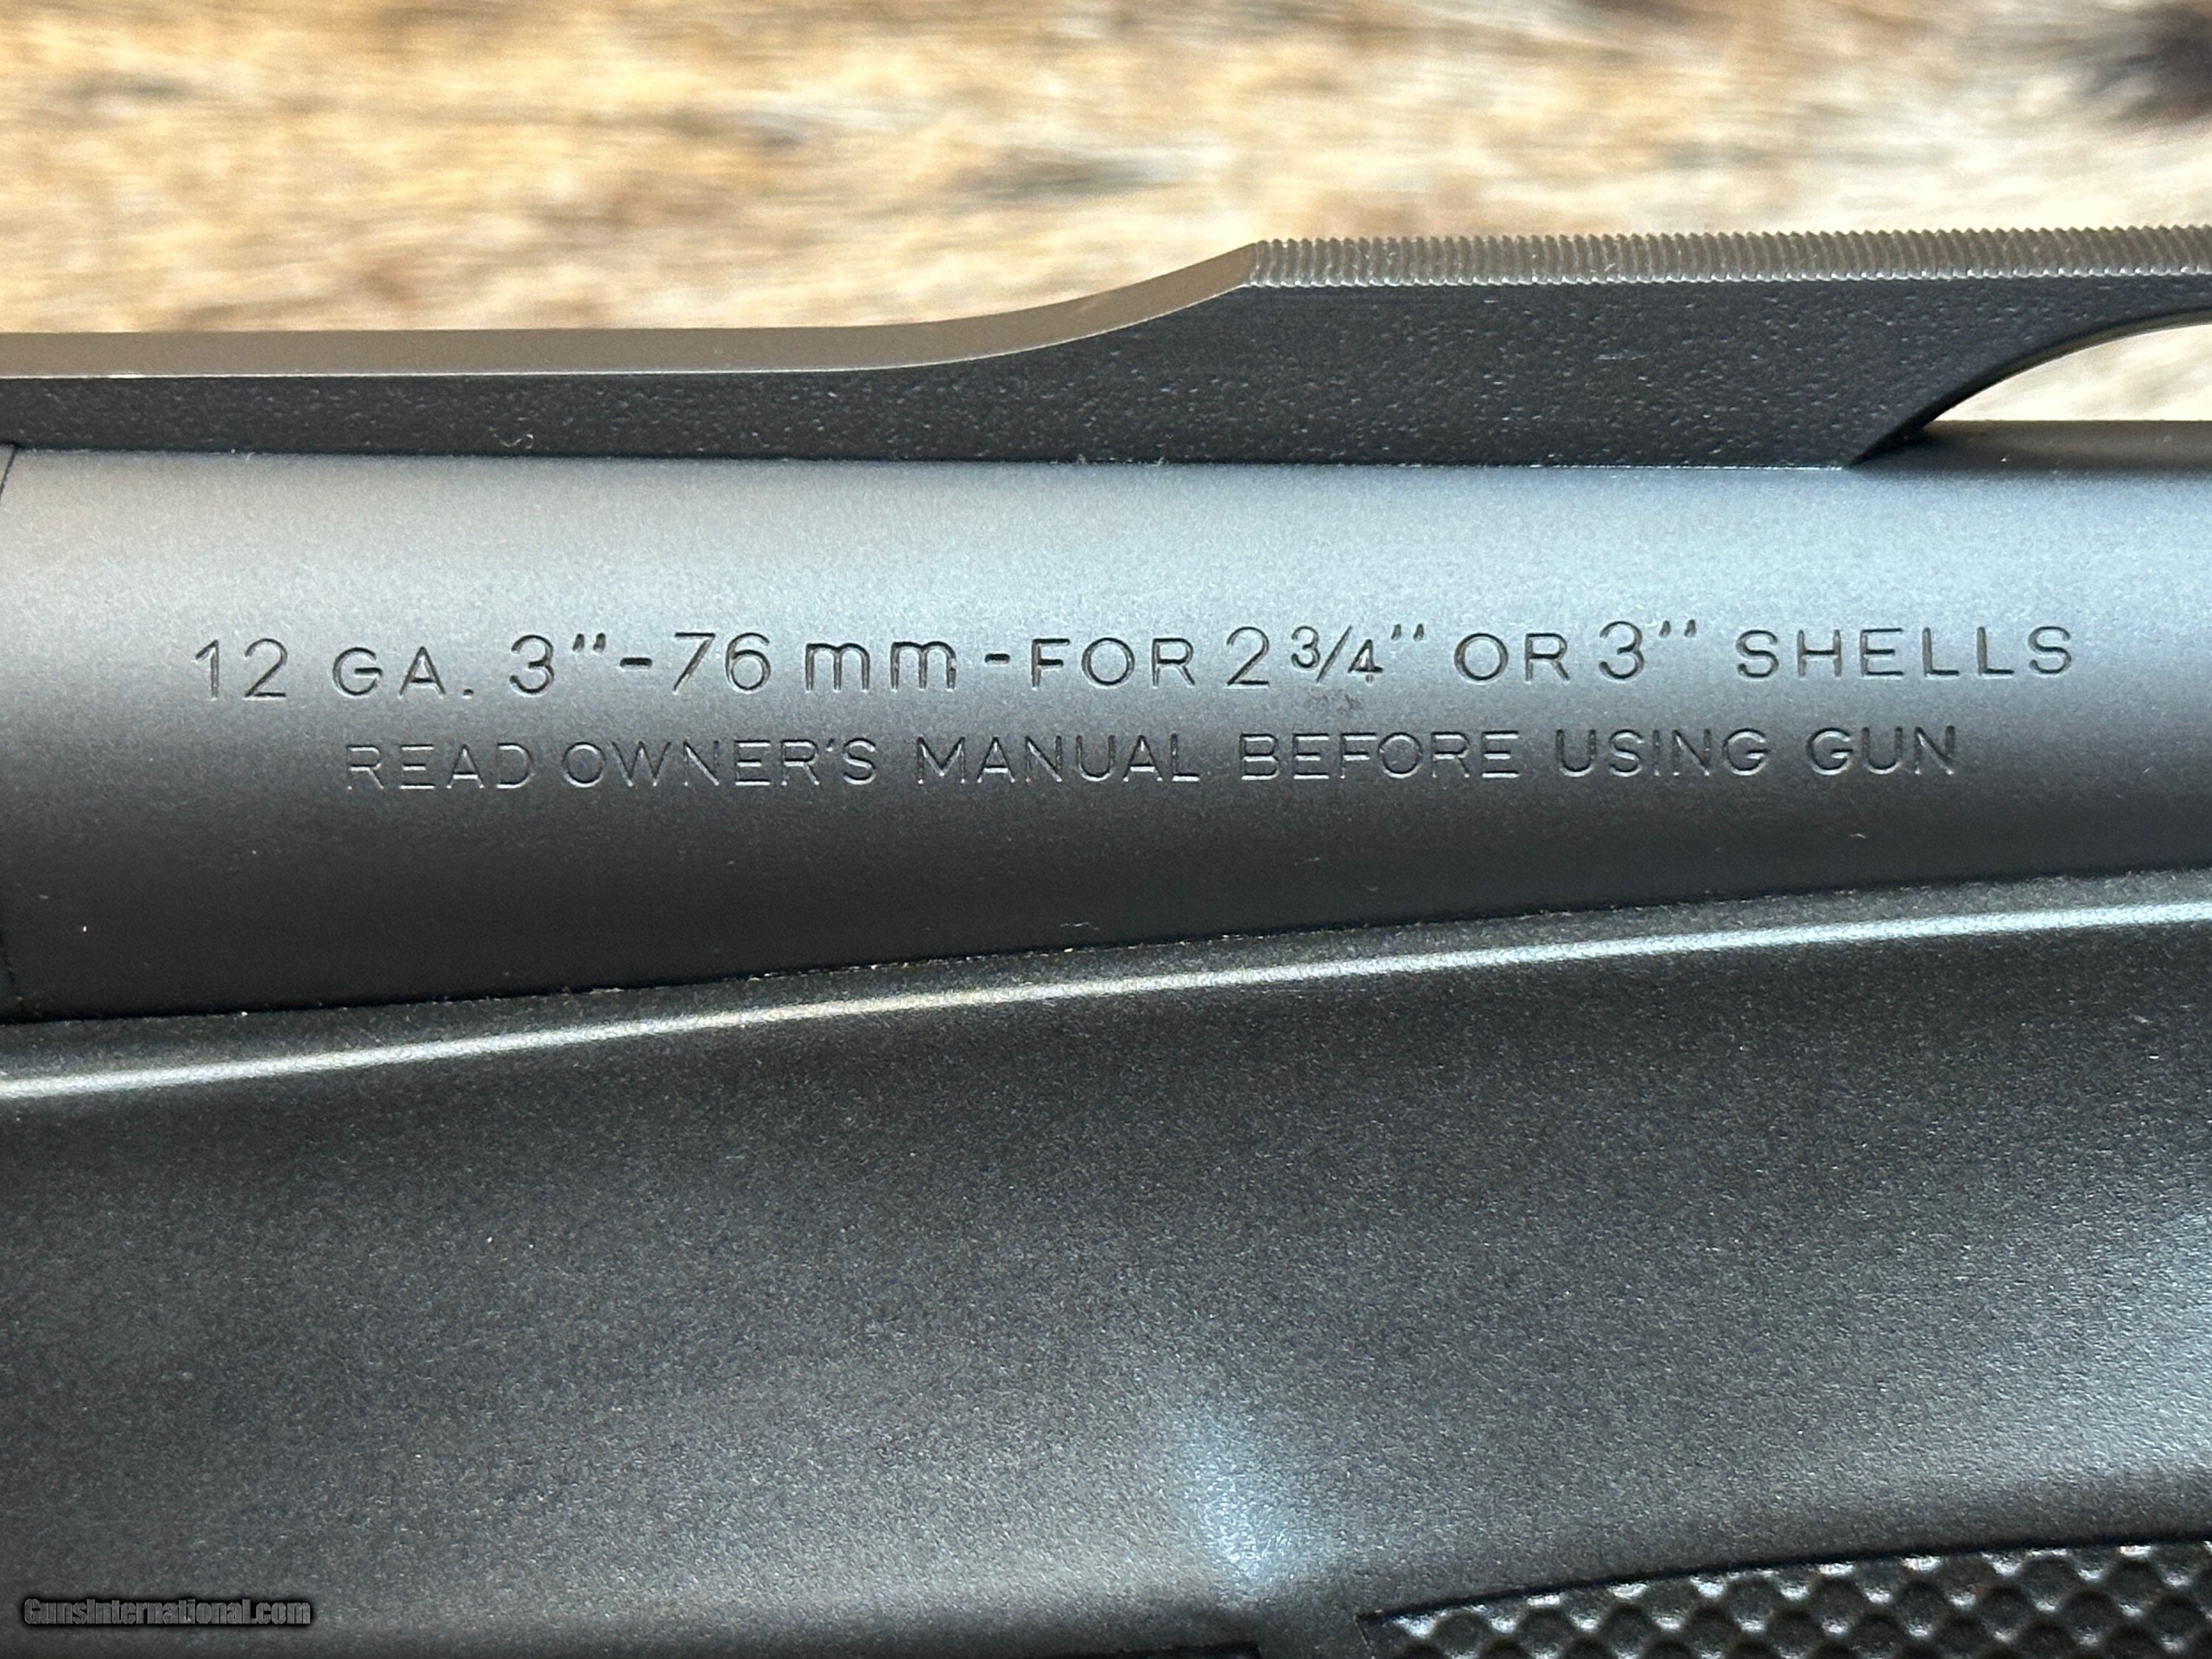 12 GA. 3"-76 mm - FOR 2 3/4" OR 3" SHELLS
READ OWNER'S MANUAL BEFORE USING GUN
GunsInternational.com